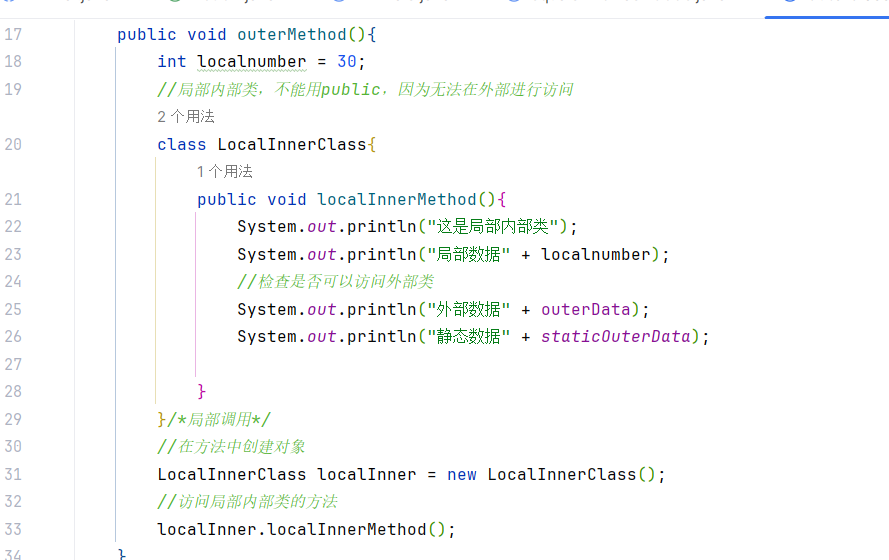 17 public void outerMethod(){
18 int localnumber = 30;
19 //局部内部类，不能用public，因为无法在外部进行访问
2 个用法
20 class LocalInnerClass{
1 个用法
21 public void localInnerMethod(){
22 System.out.println("这是局部内部类");
23 System.out.println("局部数据" + localnumber);
24 //检查是否可以访问外部类
25 System.out.println("外部数据" + outerData);
26 System.out.println("静态数据" + staticOuterData);
27
28 }
29 }/*局部调用*/
30 //在方法中创建对象
31 LocalInnerClass localInner = new LocalInnerClass();
32 //访问局部内部类的方法
33 localInner.localInnerMethod();
34 }